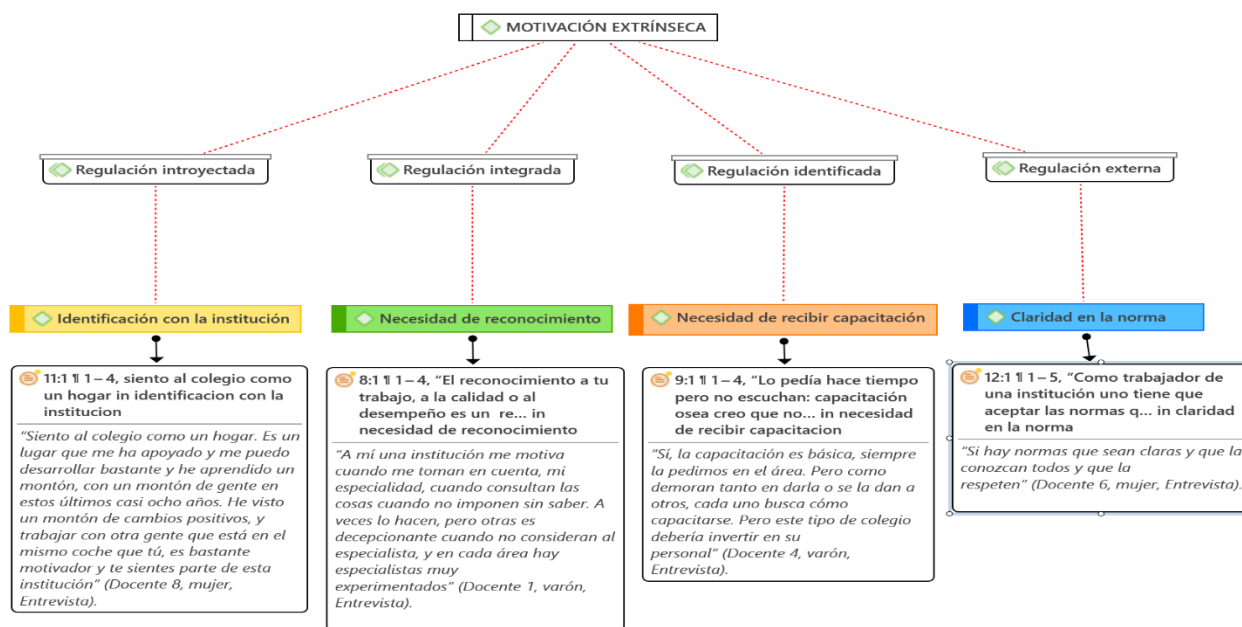 MOTIVACIÓN EXTRÍNSECA
Regulación introyectada
Regulación integrada
Regulación identificada
Regulación externa
Identificación con la institución
Necesidad de reconocimiento
Necesidad de recibir capacitación
Claridad en la norma
11:1 ¶ 1 – 4, siento al colegio como
un hogar in identificacion con la
institucion
"Siento al colegio como un hogar. Es un
lugar que me ha apoyado y me puedo
desarrollar bastante y he aprendido un
montón, con un montón de gente en
estos últimos casi ocho años. He visto
un montón de cambios positivos, y
trabajar con otra gente que está en el
mismo coche que tú, es bastante
motivador y te sientes parte de esta
institución" (Docente 8, mujer,
Entrevista).
8:1 ¶ 1 – 4, "El reconocimiento a tu
trabajo, a la calidad o al
desempeño es un re... in
necesidad de reconocimiento
"A mí una institución me motiva
cuando me toman en cuenta, mi
especialidad, cuando consultan las
cosas cuando no imponen sin saber. A
veces lo hacen, pero otras es
decepcionante cuando no consideran al
especialista, y en cada área hay
especialistas muy
experimentados" (Docente 1, varón,
Entrevista).
9:1 ¶ 1 – 4, "Lo pedía hace tiempo
pero no escuchan: capacitación
osea creo que no... in necesidad
de recibir capacitacion
"Sí, la capacitación es básica, siempre
la pedimos en el área. Pero como
demoran tanto en darla o se la dan a
otros, cada uno busca cómo
capacitarse. Pero este tipo de colegio
debería invertir en su
personal" (Docente 4, varón,
Entrevista).
12:1 ¶ 1 – 5, "Como trabajador de
una institución uno tiene que
aceptar las normas q... in claridad
en la norma
"Si hay normas que sean claras y que la
conozcan todos y que la
respeten" (Docente 6, mujer, Entrevista).